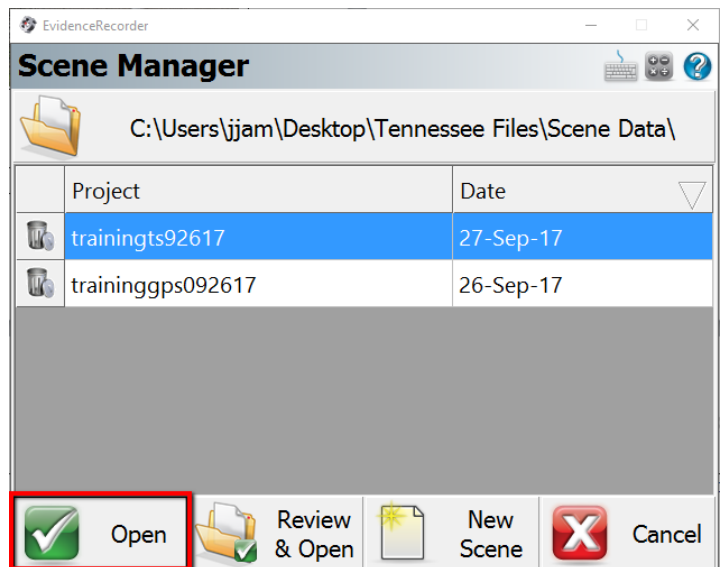 EvidenceRecorder
Scene Manager
C:\Users\jjam\Desktop\Tennessee Files\Scene Data\
Project Date
trainingts92617 27-Sep-17
traininggps092617 26-Sep-17
Open
Review
& Open
New
Scene
Cancel